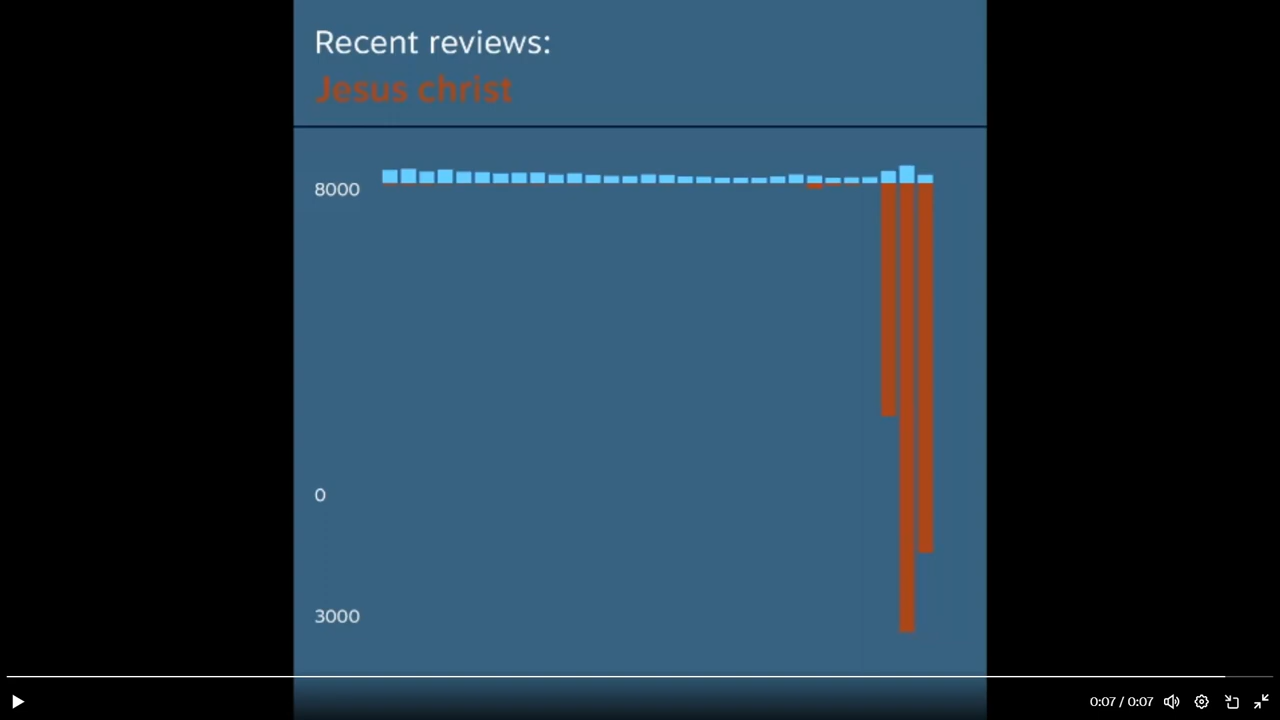 Recent reviews:
Jesus christ
8000
0
3000
0:07 / 0:07